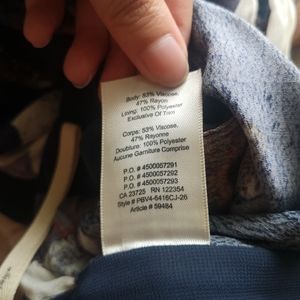 Body: 53% Viscose,
47% Rayon
Lining: 100% Polyester
Exclusive Of Trim
Corps: 53% Viscose,
47% Rayonne
Doublure: 100% Polyester
Aucune Garniture Comprise
P.O. # 4500057291
P.O. # 4500057292
P.O. # 4500057293
CA 23725 RN 122354
Style # PBV4-6416CJ-26
Article # 59484